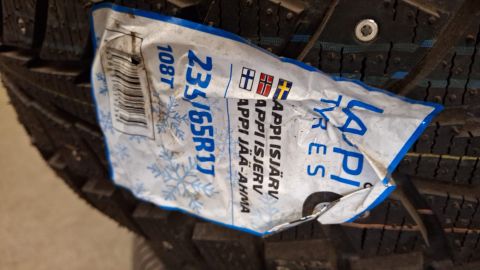 LAPPI
TYRES
APPI ISJÄRV
APPI ISJERV
APPI JÄÄ-AHMA
235/65R17
108T